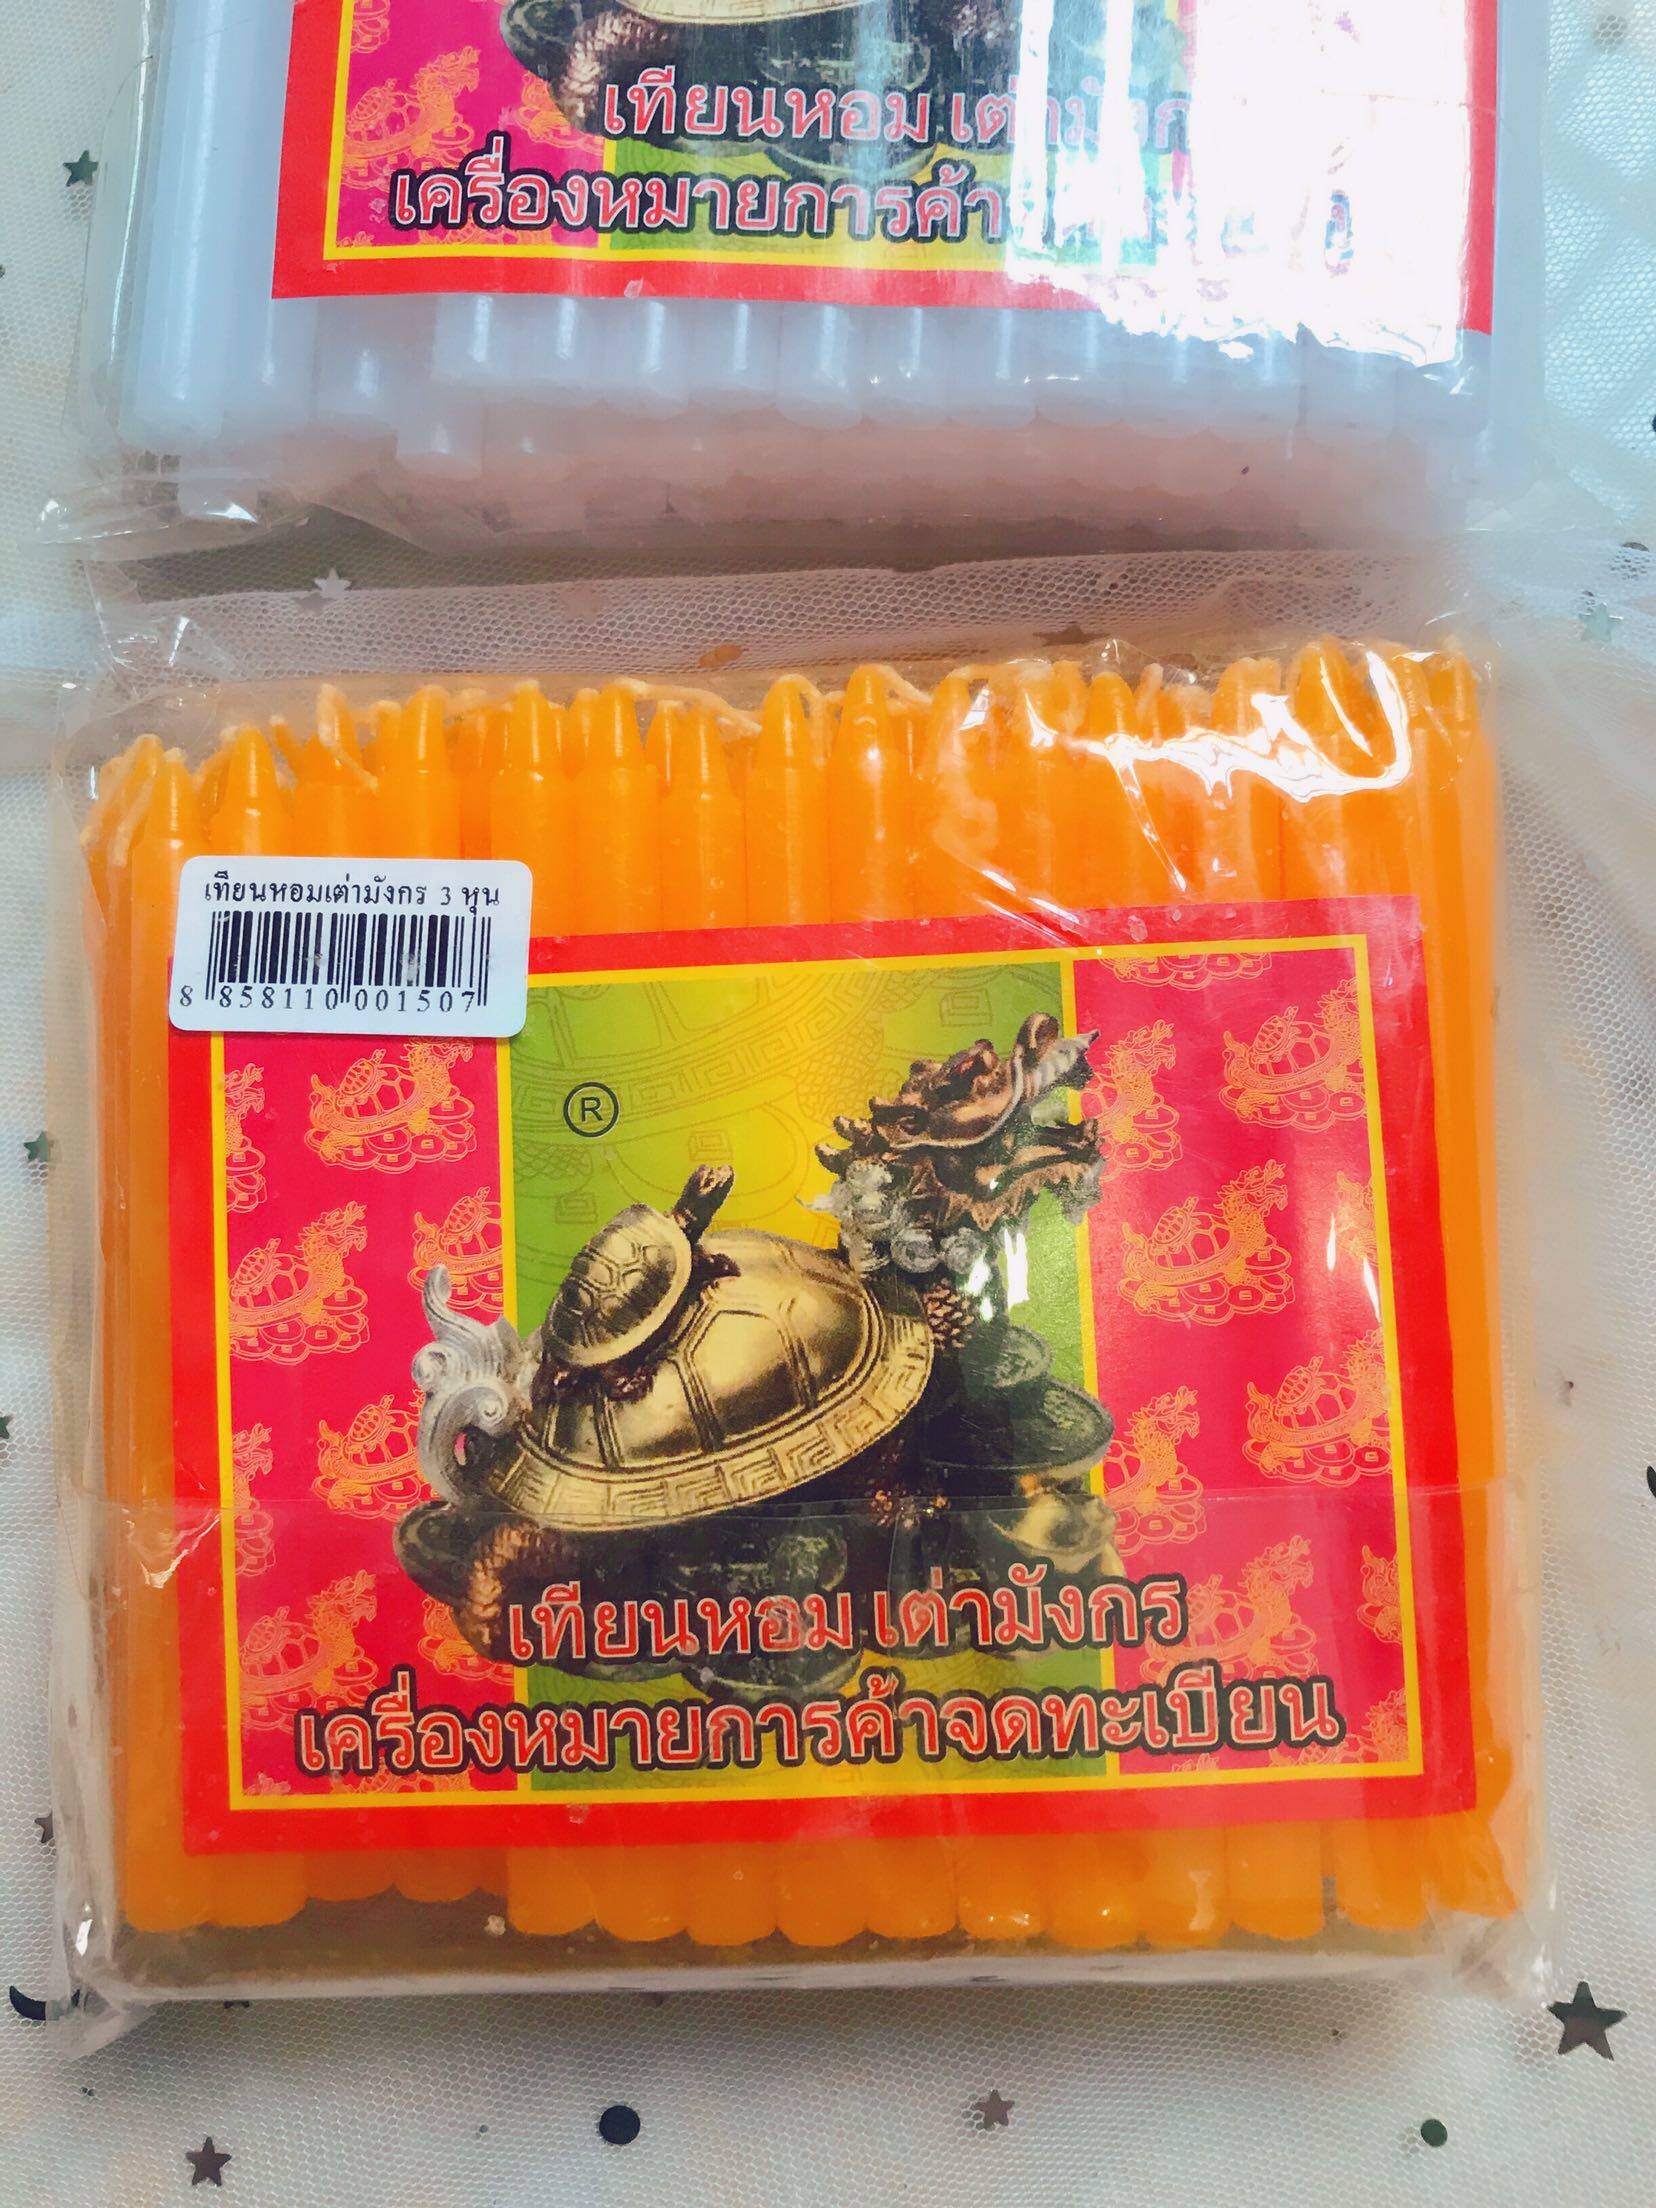 เทียนหอม เต่ามังกร
เครื่องหมายการค้า
เทียนหอมเต่ามังกร 3 หุน
8 858110 001507
®
เทียนหอม เต่ามังกร
เครื่องหมายการค้าจดทะเบียน